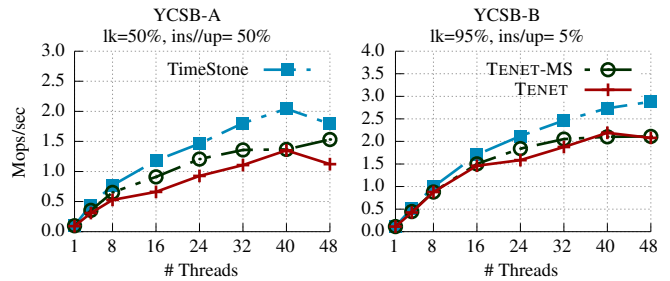 YCSB-A
lk=50%, ins//up= 50%
3.0
2.5
2.0
1.5
1.0
0.5
0.0
Mops/sec
TimeStone
1 8 16 24 32 40 48
# Threads
YCSB-B
lk=95%, ins/up= 5%
4.0
3.5
3.0
2.5
2.0
1.5
1.0
0.5
0.0
TENET-MS
TENET
1 8 16 24 32 40 48
# Threads